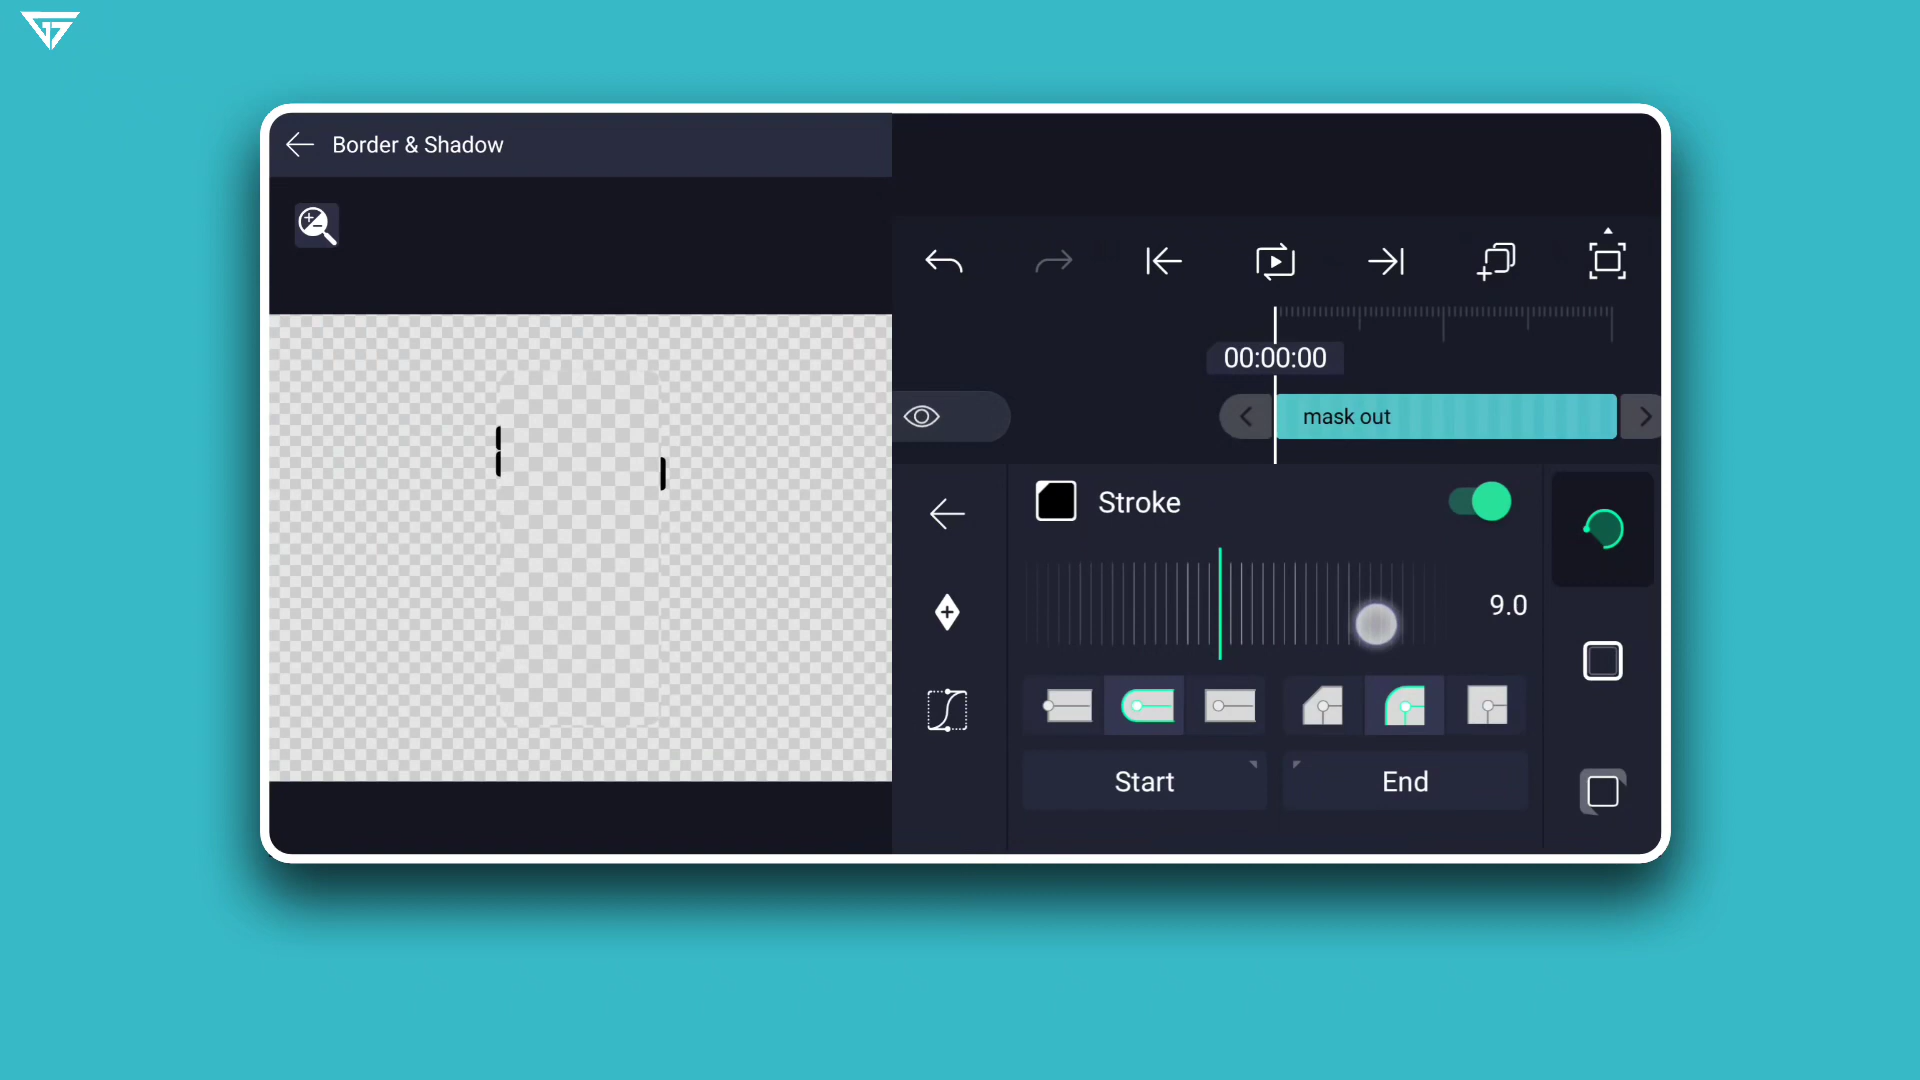 Border & Shadow
00:00:00
mask out
Stroke
9.0
Start
End